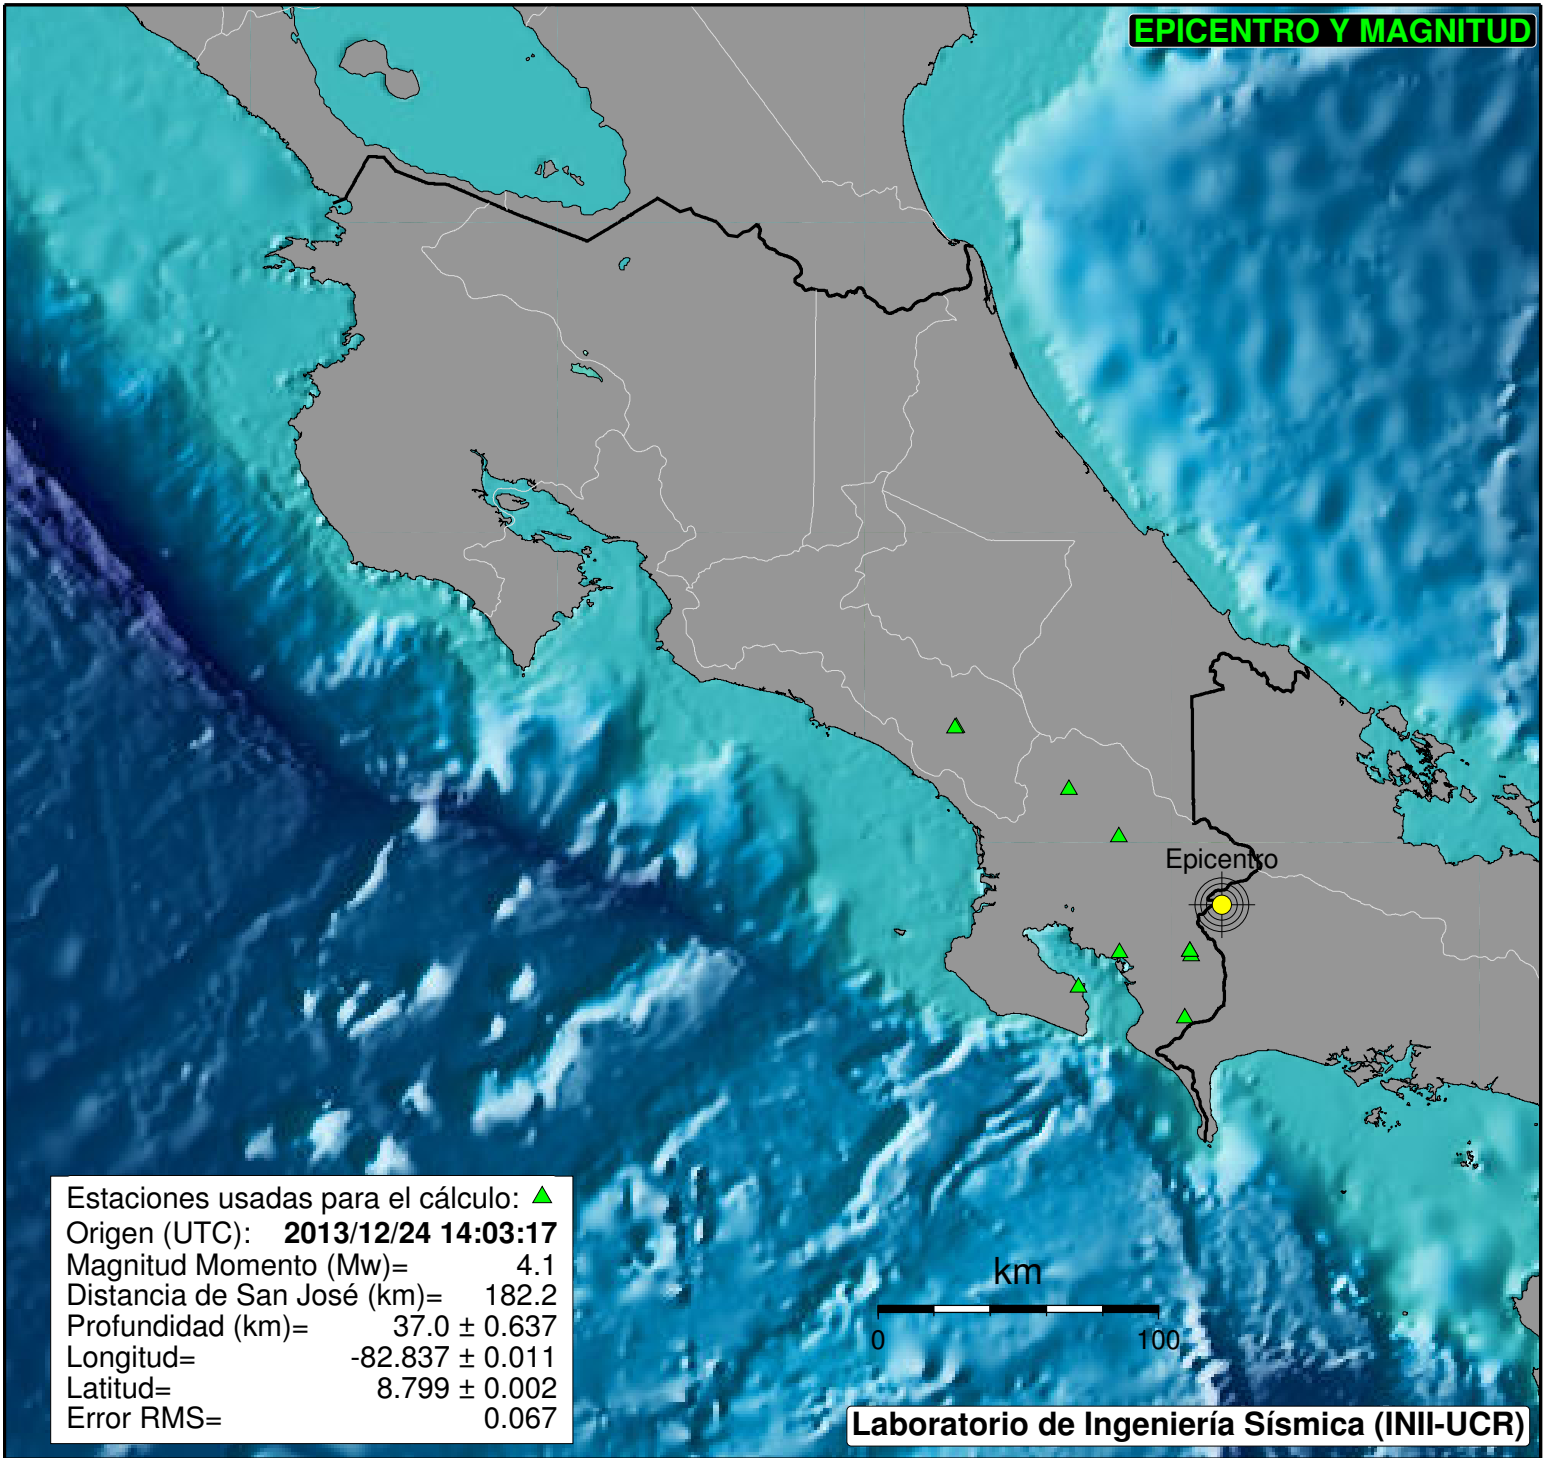 EPICENTRO Y MAGNITUD
Epicentro
Estaciones usadas para el cálculo:
Origen (UTC): 2013/12/24 14:03:17
Magnitud Momento (Mw)= 4.1
Distancia de San José (km)= 182.2
Profundidad (km)= 37.0 ± 0.637
Longitud= -82.837 ± 0.011
Latitud= 8.799 ± 0.002
Error RMS= 0.067
km
0 100
Laboratorio de Ingeniería Sísmica (INII-UCR)